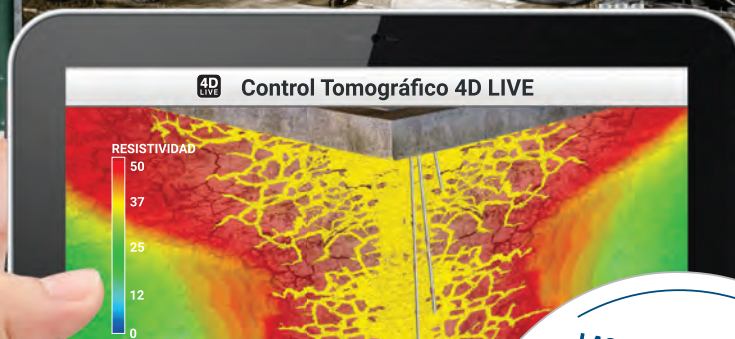 4D
LIVE
Control Tomográfico 4D LIVE
RESISTIVIDAD
50
37
25
12
0